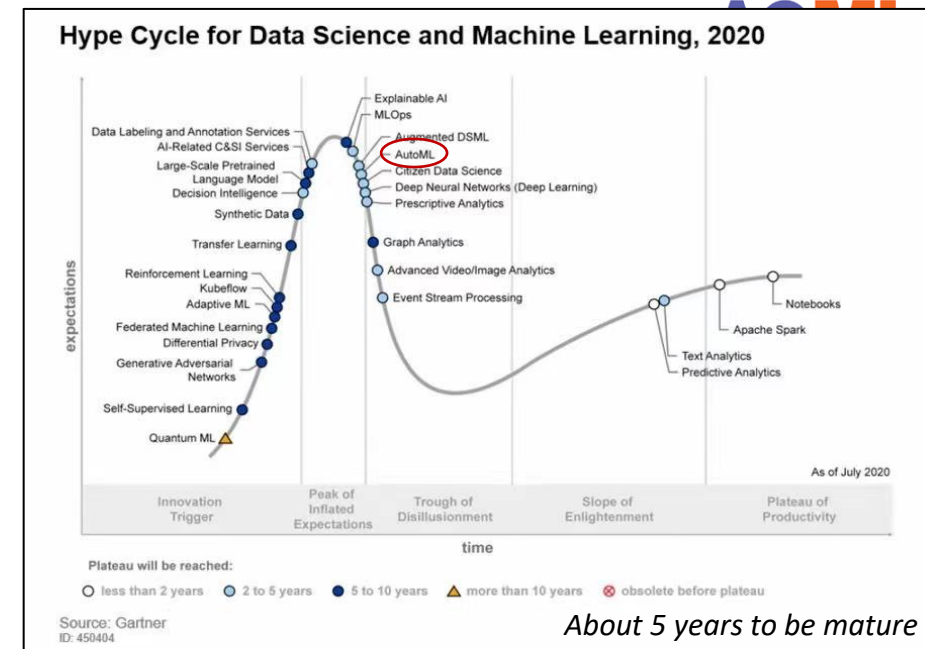 Hype Cycle for Data Science and Machine Learning, 2020
Explainable AI
MLOps
Data Labeling and Annotation Services
Augmented DSML
AI-Related C&SI Services
AutoML
Large-Scale Pretrained
Language Model
Citizen Data Science
Decision Intelligence
Deep Neural Networks (Deep Learning)
Prescriptive Analytics
Synthetic Data
Transfer Learning
Graph Analytics
Advanced Video/Image Analytics
Reinforcement Learning
Kubeflow
Event Stream Processing
Adaptive ML
Notebooks
Federated Machine Learning
Apache Spark
Differential Privacy
Text Analytics
Generative Adversarial
Networks
Predictive Analytics
Self-Supervised Learning
Quantum ML
expectations
As of July 2020
Innovation
Trigger
Peak of
Inflated
Expectations
Trough of
Disillusionment
Slope of
Enlightenment
Plateau of
Productivity
time
Plateau will be reached:
less than 2 years
2 to 5 years
5 to 10 years
more than 10 years
obsolete before plateau
Source: Gartner
ID: 450404
About 5 years to be mature